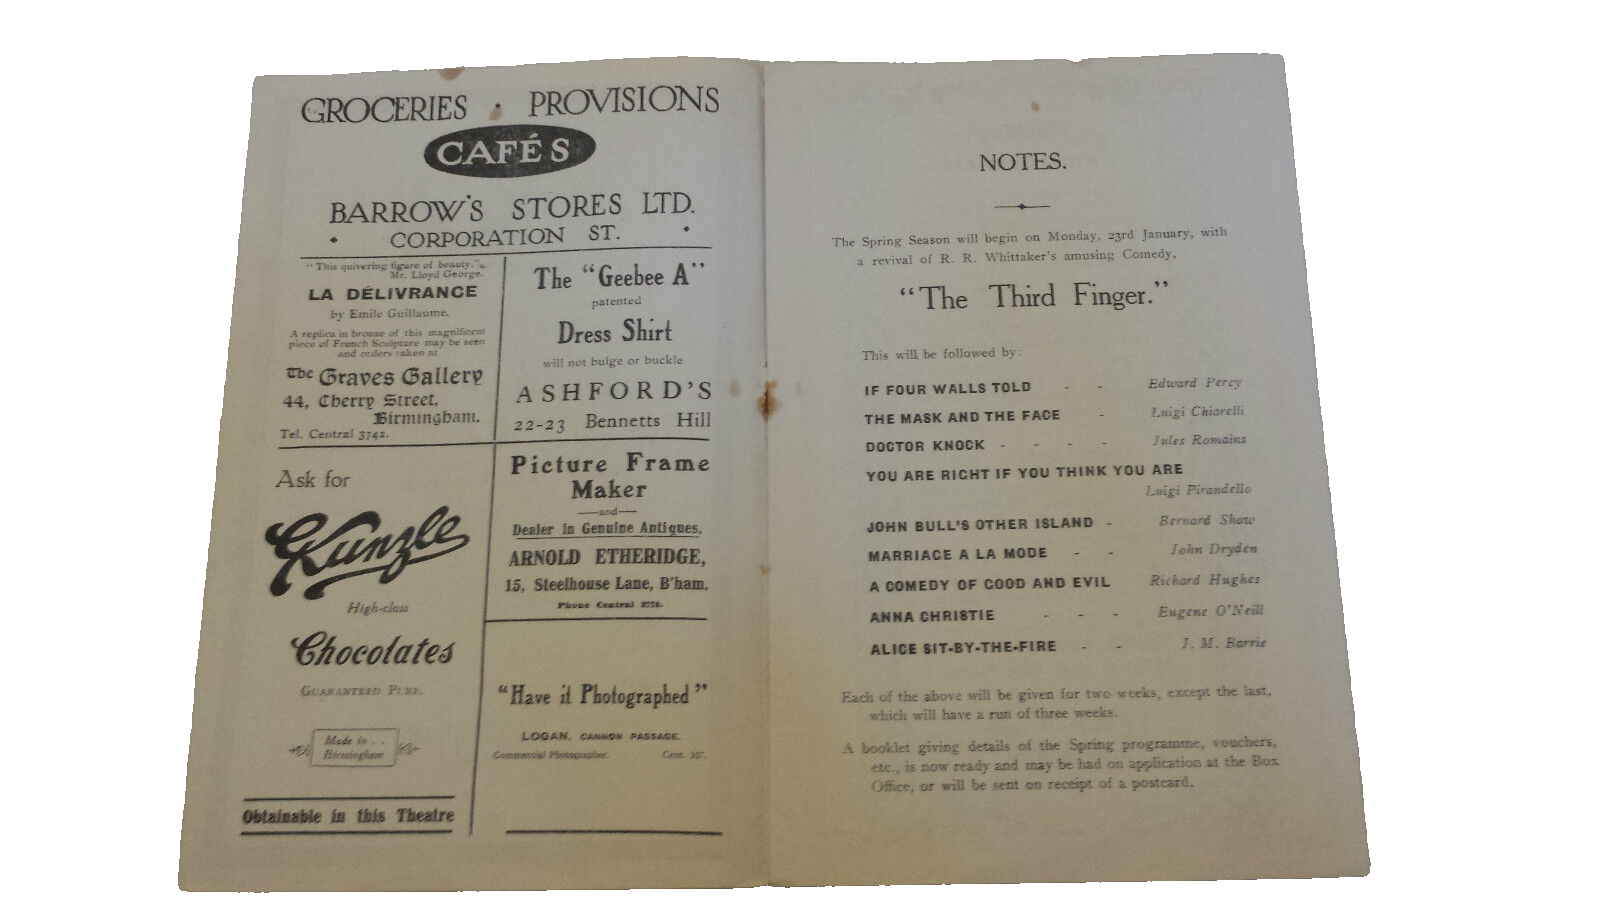 GROCERIES · PROVISIONS
CAFÉS
BARROW'S STORES LTD.
CORPORATION ST.
"This quivering figure of beauty."
Mr. Lloyd George.
LA DÉLIVRANCE
by Emile Guillaume.
A replica in bronze of this magnificent
piece of French Sculpture may be seen
and orders taken at
The Graves Gallery
44, Cherry Street,
Birmingham.
Tel. Central 3742.
The "Geebee A"
patented
Dress Shirt
will not bulge or buckle
ASHFORD'S
22-23 Bennetts Hill
Ask for
Kunzle
High-class
Chocolates
GUARANTEED PURE.
Made in . .
Birmingham
Obtainable in this Theatre
Picture Frame
Maker
—and—
Dealer in Genuine Antiques.
ARNOLD ETHERIDGE,
15, Steelhouse Lane, B'ham.
Phone Central
"Have it Photographed"
LOGAN, CANNON PASSAGE.
Commercial Photographer. Cent.
NOTES.
The Spring Season will begin on Monday, 23rd January, with
a revival of R. R. Whittaker's amusing Comedy,
"The Third Finger."
This will be followed by:
IF FOUR WALLS TOLD - - Edward Percy
THE MASK AND THE FACE - Luigi Chiarelli
DOCTOR KNOCK - - - - Jules Romains
YOU ARE RIGHT IF YOU THINK YOU ARE
Luigi Pirandello
JOHN BULL'S OTHER ISLAND - Bernard Shaw
MARRIAGE A LA MODE - - John Dryden
A COMEDY OF GOOD AND EVIL Richard Hughes
ANNA CHRISTIE - - - Eugene O'Neill
ALICE SIT-BY-THE-FIRE - - J. M. Barrie
Each of the above will be given for two weeks, except the last,
which will have a run of three weeks.
A booklet giving details of the Spring programme, vouchers,
etc., is now ready and may be had on application at the Box
Office, or will be sent on receipt of a postcard.